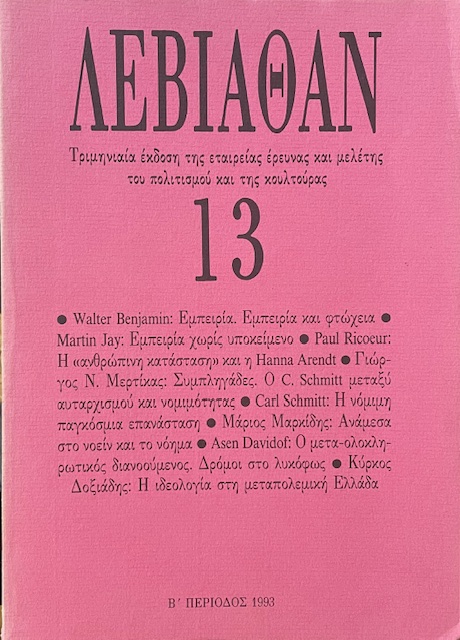 ΛΕΒΙΑΘΑΝ
Τριμηνιαία έκδοση της εταιρείας έρευνας και μελέτης
του πολιτισμού και της κουλτούρας
13
● Walter Benjamin: Εμπειρία. Εμπειρία και φτώχεια ●
Martin Jay: Εμπειρία χωρίς υποκείμενο ● Paul Ricoeur:
Η «ανθρώπινη κατάσταση» και η Hanna Arendt ● Γιώρ-
γος Ν. Μερτίκας: Συμπληγάδες. Ο C. Schmitt μεταξύ
αυταρχισμού και νομιμότητας ● Carl Schmitt: Η νόμιμη
παγκόσμια επανάσταση ● Μάριος Μαρκίδης: Ανάμεσα
στο νοείν και το νόημα ● Asen Davidof: Ο μετα-ολοκλη-
ρωτικός διανοούμενος. Δρόμοι στο λυκόφως ● Κύρκος
Δοξιάδης: Η ιδεολογία στη μεταπολεμική Ελλάδα
Β΄ ΠΕΡΙΟΔΟΣ 1993